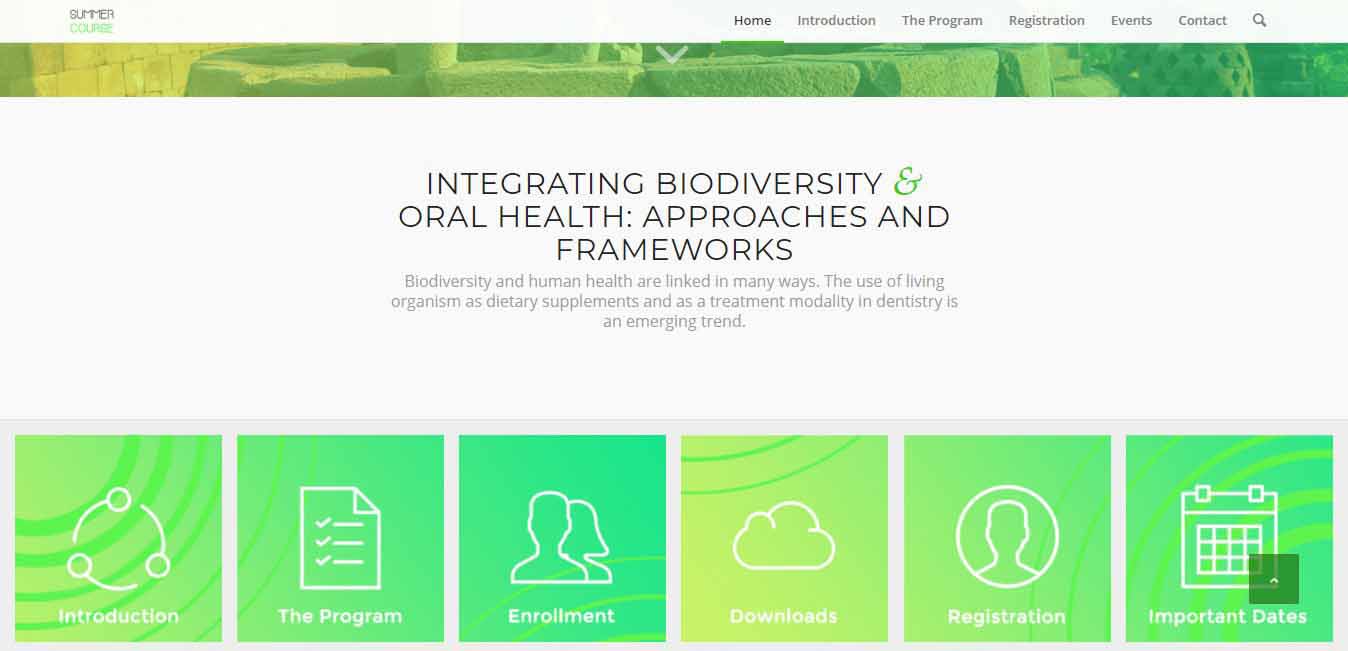 SUMMER
COURSE
Home Introduction The Program Registration Events Contact
INTEGRATING BIODIVERSITY &
ORAL HEALTH: APPROACHES AND
FRAMEWORKS
Biodiversity and human health are linked in many ways. The use of living
organism as dietary supplements and as a treatment modality in dentistry is
an emerging trend.
Introduction The Program Enrollment Downloads Registration Important Dates